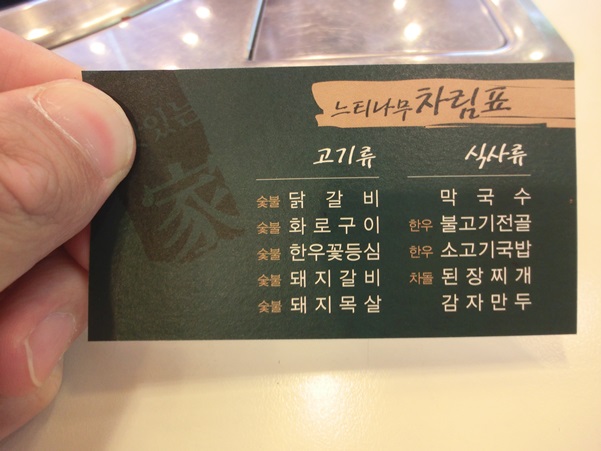 있는
家
느티나무 차림표
고기류
숯불 닭갈비
숯불 화로구이
숯불 한우꽃등심
숯불 돼지갈비
숯불 돼지목살
식사류
막국수
한우 불고기전골
한우 소고기국밥
차돌 된장찌개
감자만두